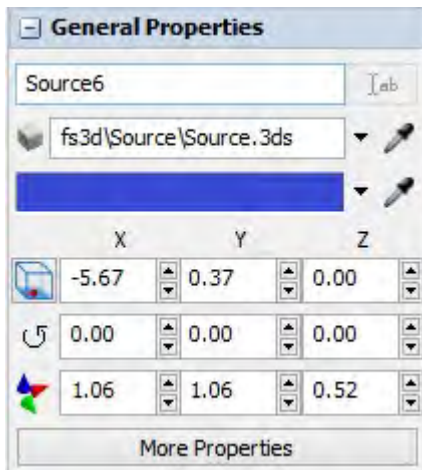 General Properties
Source6
ab
fs3d\Source\Source.3ds
X Y Z
-5.67 0.37 0.00
0.00 0.00 0.00
1.06 1.06 0.52
More Properties